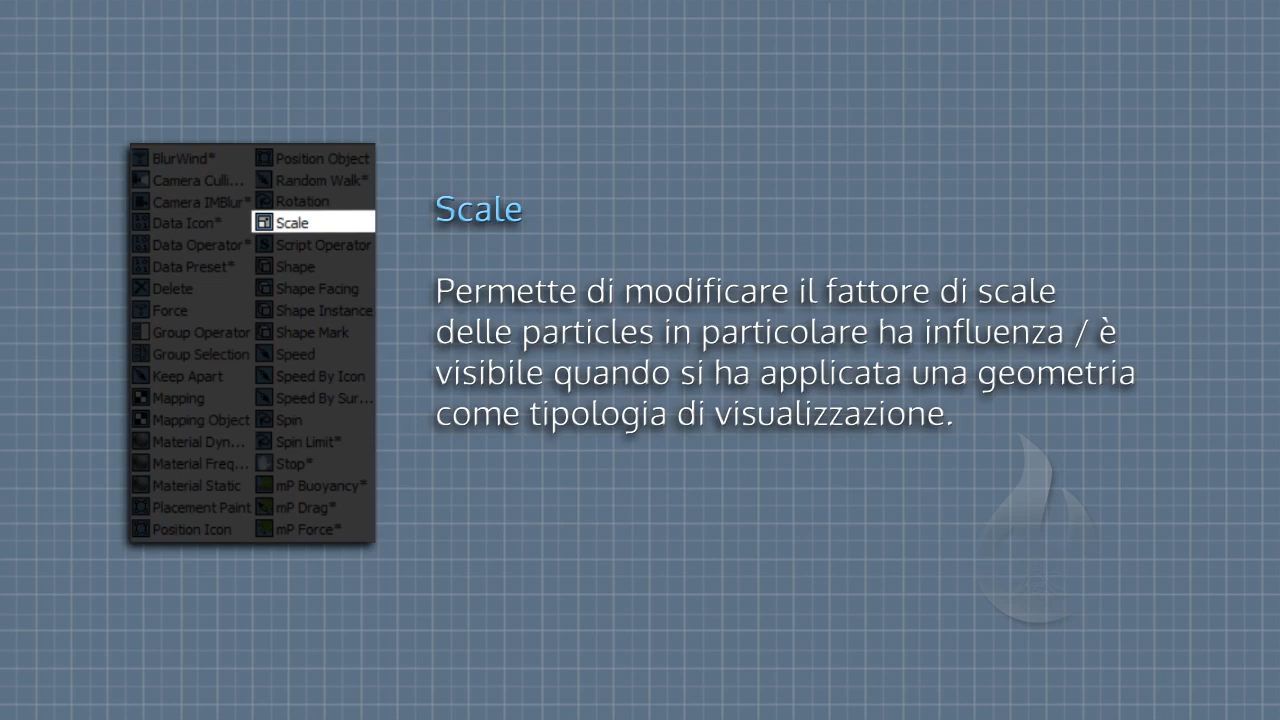 BlurWind*
Camera Culli...
Camera IMBlur*
Data Icon*
Data Operator*
Data Preset*
Delete
Force
Group Operator
Group Selection
Keep Apart
Mapping
Mapping Object
Material Dyn...
Material Freq...
Material Static
Placement Paint
Position Icon
Position Object
Random Walk*
Rotation
Scale
Script Operator
Shape
Shape Facing
Shape Instance
Shape Mark
Speed
Speed By Icon
Speed By Sur...
Spin
Spin Limit*
Stop*
mP Buoyancy*
mP Drag*
mP Force*
Scale
Permette di modificare il fattore di scale
delle particles in particolare ha influenza / è
visibile quando si ha applicata una geometria
come tipologia di visualizzazione.